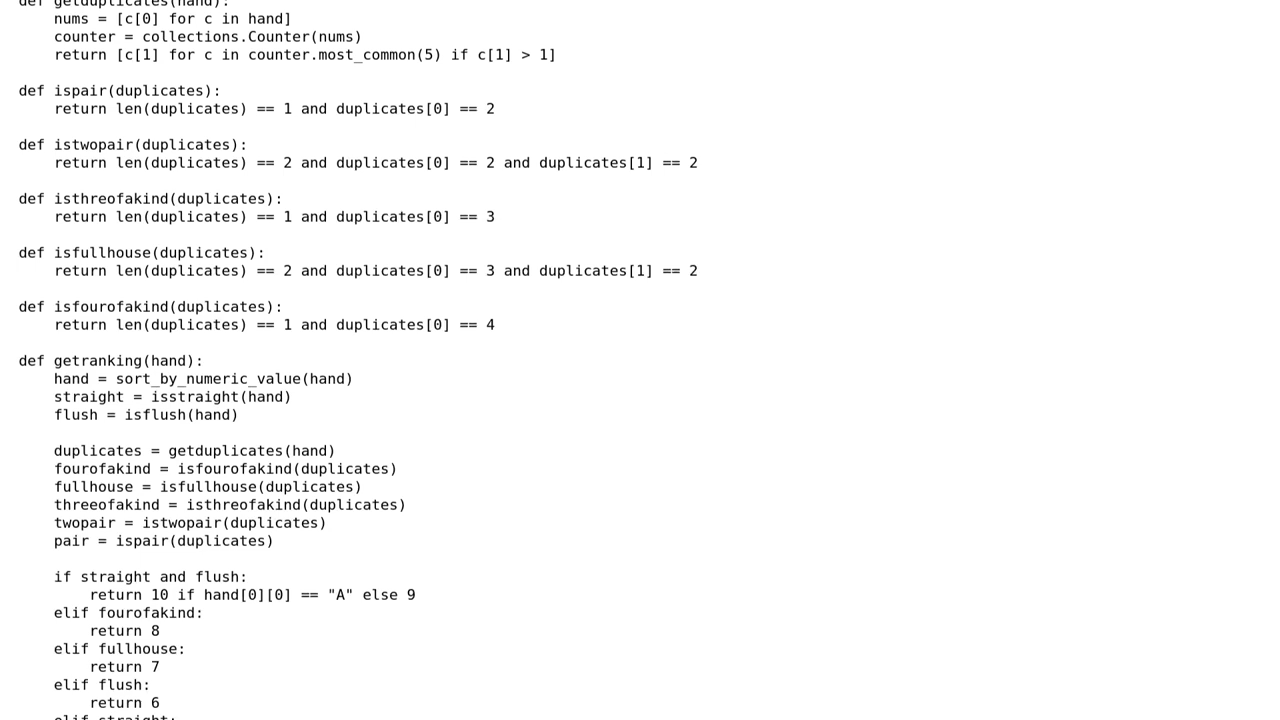 def getduplicates(hand):
    nums = [c[0] for c in hand]
    counter = collections.Counter(nums)
    return [c[1] for c in counter.most_common(5) if c[1] > 1]

def ispair(duplicates):
    return len(duplicates) == 1 and duplicates[0] == 2

def istwopair(duplicates):
    return len(duplicates) == 2 and duplicates[0] == 2 and duplicates[1] == 2

def isthreofakind(duplicates):
    return len(duplicates) == 1 and duplicates[0] == 3

def isfullhouse(duplicates):
    return len(duplicates) == 2 and duplicates[0] == 3 and duplicates[1] == 2

def isfourofakind(duplicates):
    return len(duplicates) == 1 and duplicates[0] == 4

def getranking(hand):
    hand = sort_by_numeric_value(hand)
    straight = isstraight(hand)
    flush = isflush(hand)

    duplicates = getduplicates(hand)
    fourofakind = isfourofakind(duplicates)
    fullhouse = isfullhouse(duplicates)
    threeofakind = isthreofakind(duplicates)
    twopair = istwopair(duplicates)
    pair = ispair(duplicates)

    if straight and flush:
        return 10 if hand[0][0] == "A" else 9
    elif fourofakind:
        return 8
    elif fullhouse:
        return 7
    elif flush:
        return 6
    elif straight: